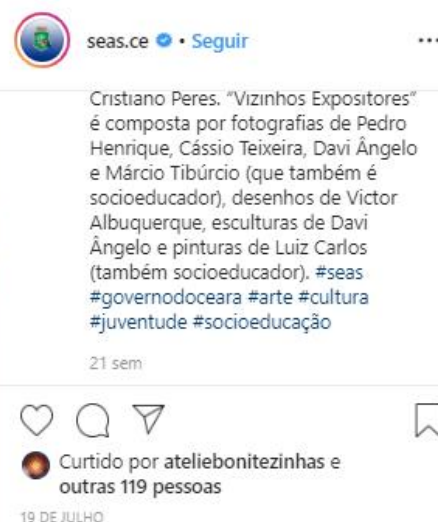 seas.ce • Seguir
Cristiano Peres. "Vizinhos Expositores"
é composta por fotografias de Pedro
Henrique, Cássio Teixeira, Davi Ângelo
e Márcio Tibúrcio (que também é
socioeducador), desenhos de Victor
Albuquerque, esculturas de Davi
Ângelo e pinturas de Luiz Carlos
(também socioeducador). #seas
#governodoceara #arte #cultura
#juventude #socioeducação
21 sem
Curtido por ateliebonitezinhas e
outras 119 pessoas
19 DE JULHO